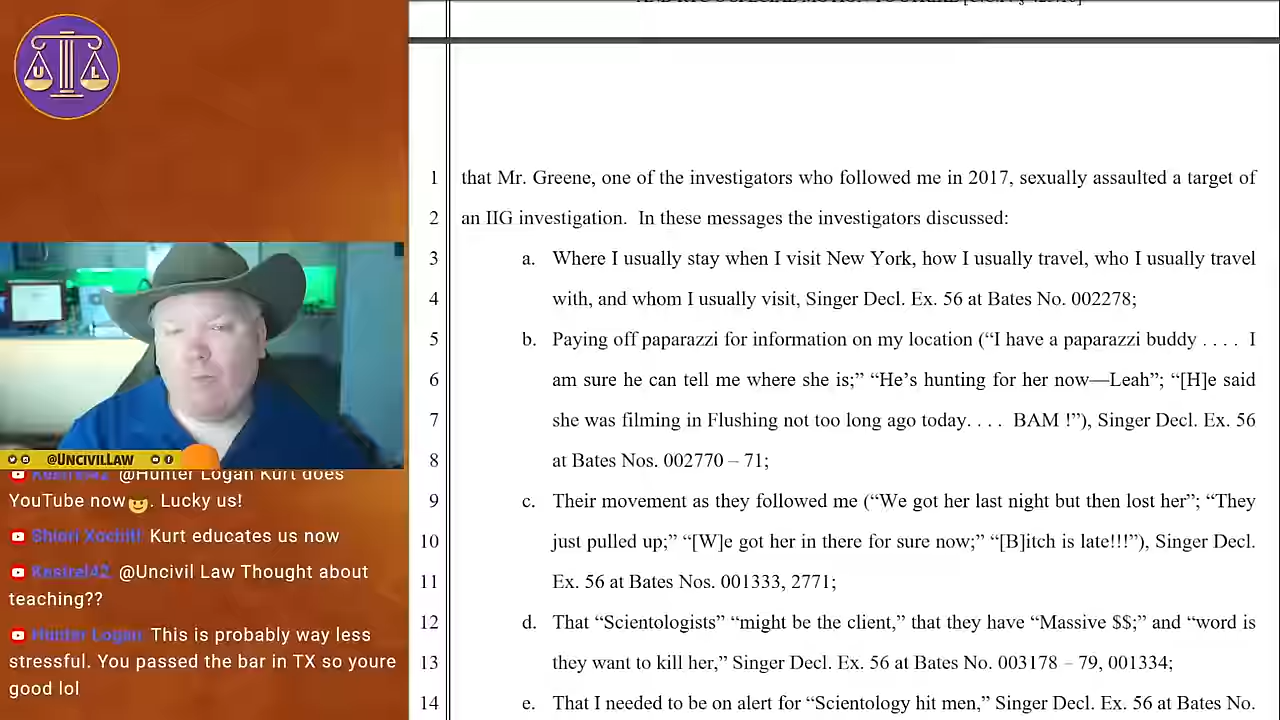 U L
that Mr. Greene, one of the investigators who followed me in 2017, sexually assaulted a target of
an IIG investigation. In these messages the investigators discussed:
a. Where I usually stay when I visit New York, how I usually travel, who I usually travel
with, and whom I usually visit, Singer Decl. Ex. 56 at Bates No. 002278;
b. Paying off paparazzi for information on my location (“I have a paparazzi buddy . . . . I
am sure he can tell me where she is;” “He’s hunting for her now—Leah”; “[H]e said
she was filming in Flushing not too long ago today. . . . BAM !”), Singer Decl. Ex. 56
at Bates Nos. 002770 – 71;
c. Their movement as they followed me (“We got her last night but then lost her”; “They
just pulled up;” “[W]e got her in there for sure now;” “[B]itch is late!!!”), Singer Decl.
Ex. 56 at Bates Nos. 001333, 2771;
d. That “Scientologists” “might be the client,” that they have “Massive $$;” and “word is
they want to kill her,” Singer Decl. Ex. 56 at Bates No. 003178 – 79, 001334;
e. That I needed to be on alert for “Scientology hit men,” Singer Decl. Ex. 56 at Bates No.
1
2
3
4
5
6
7
8
9
10
11
12
13
14
@UNCIVILLAW
Kestrel42 @Hunter Logan Kurt does
YouTube now🤠. Lucky us!
Shiori Xochitl Kurt educates us now
Kestrel42 @Uncivil Law Thought about
teaching??
Hunter Logan This is probably way less
stressful. You passed the bar in TX so youre
good lol